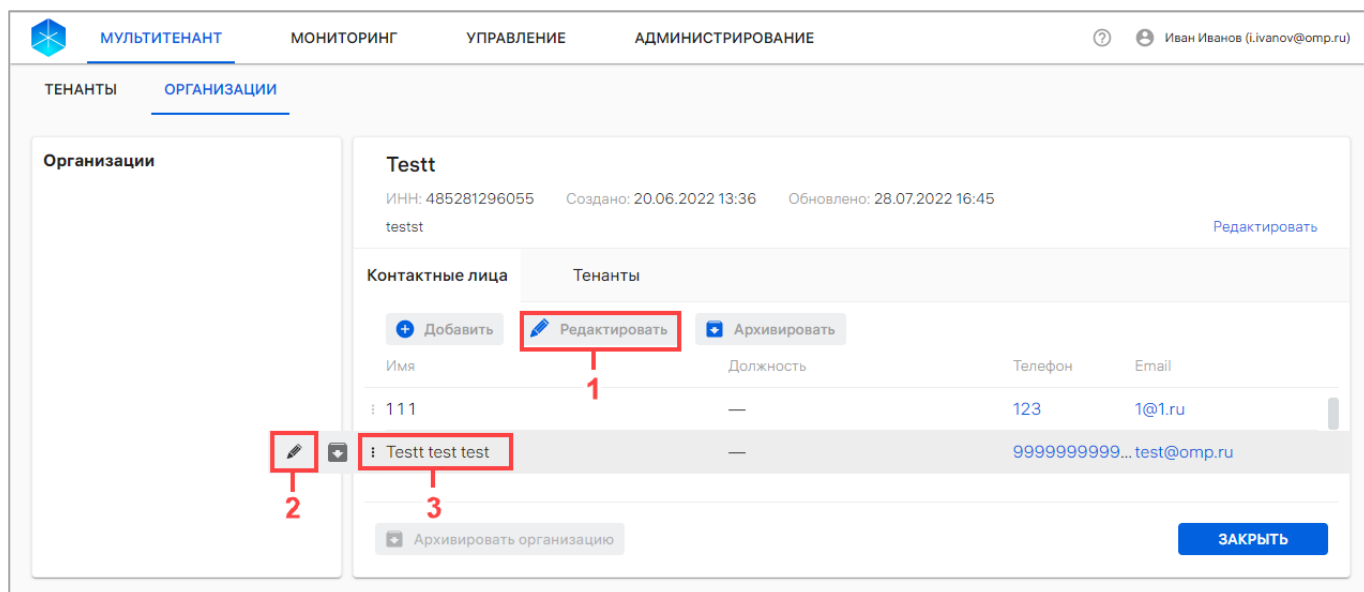 МУЛЬТИТЕНАНТ МОНИТОРИНГ УПРАВЛЕНИЕ АДМИНИСТРИРОВАНИЕ ? Иван Иванов (i.ivanov@omp.ru)
ТЕНАНТЫ ОРГАНИЗАЦИИ
Организации
Testt
ИНН: 485281296055 Создано: 20.06.2022 13:36 Обновлено: 28.07.2022 16:45
testst
Редактировать
Контактные лица Тенанты
Добавить Редактировать Архивировать
Имя Должность Телефон Email
1
111 — 123 1@1.ru
Testt test test — 9999999999... test@omp.ru
2 3
Архивировать организацию ЗАКРЫТЬ